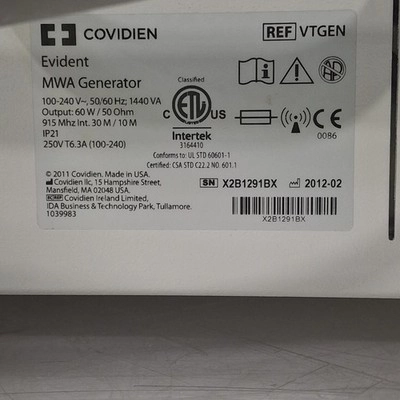 COVIDIEN
REF VTGEN
Evident
MWA Generator
100-240 V~, 50/60 Hz; 1440 VA
Output: 60 W / 50 Ohm
915 Mhz Int. 30 M / 10 M
IP21
250V T6.3A (100-240)
Classified
C ETL US
Intertek
3164410
Conforms to: UL STD 60601-1
Certified: CSA STD C22.2 NO. 601.1
0086
© 2011 Covidien. Made in USA.
Covidien llc, 15 Hampshire Street,
Mansfield, MA 02048 USA.
EC REP Covidien Ireland Limited,
IDA Business & Technology Park, Tullamore.
1039983
SN X2B1291BX 2012-02
X2B1291BX